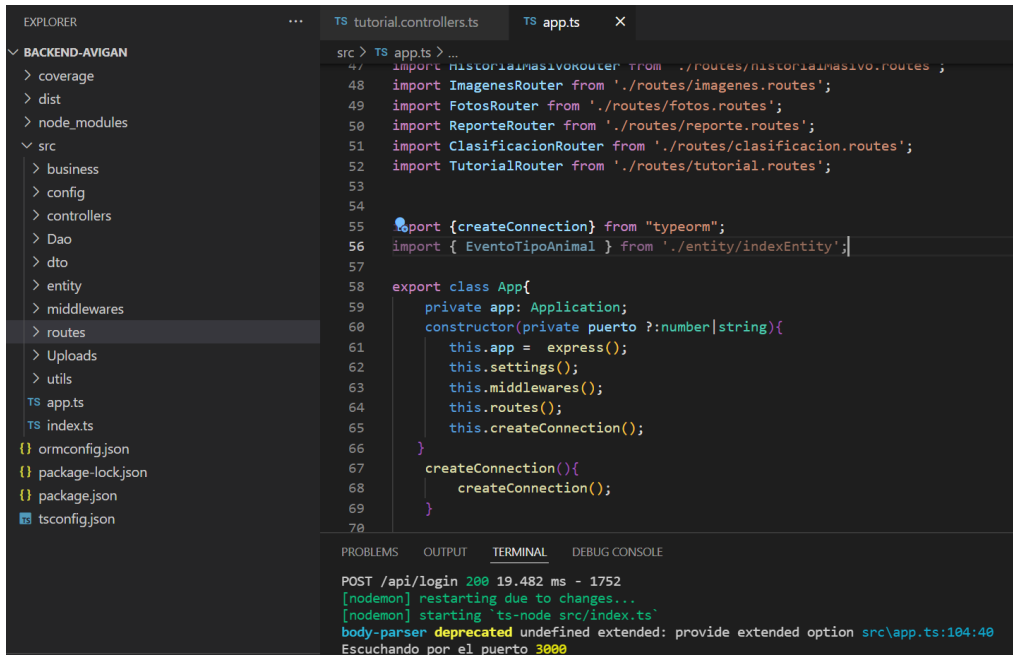 EXPLORER ...
BACKEND-AVIGAN
coverage
dist
node_modules
src
business
config
controllers
Dao
dto
entity
middlewares
routes
Uploads
utils
TS app.ts
TS index.ts
{} ormconfig.json
{} package-lock.json
{} package.json
TS tsconfig.json
TS tutorial.controllers.ts TS app.ts ×
src > TS app.ts > ...
47 import HistorialMasivoRouter from './routes/historialMasivo.routes';
48 import ImagenesRouter from './routes/imagenes.routes';
49 import FotosRouter from './routes/fotos.routes';
50 import ReporteRouter from './routes/reporte.routes';
51 import ClasificacionRouter from './routes/clasificacion.routes';
52 import TutorialRouter from './routes/tutorial.routes';
53
54
55 import {createConnection} from "typeorm";
56 import { EventoTipoAnimal } from './entity/indexEntity';
57
58 export class App{
59 private app: Application;
60 constructor(private puerto ?:number|string){
61 this.app = express();
62 this.settings();
63 this.middlewares();
64 this.routes();
65 this.createConnection();
66 }
67 createConnection(){
68 createConnection();
69 }
70
PROBLEMS OUTPUT TERMINAL DEBUG CONSOLE
POST /api/login 200 19.482 ms - 1752
[nodemon] restarting due to changes...
[nodemon] starting `ts-node src/index.ts`
body-parser deprecated undefined extended: provide extended option src\app.ts:104:40
Escuchando por el puerto 3000